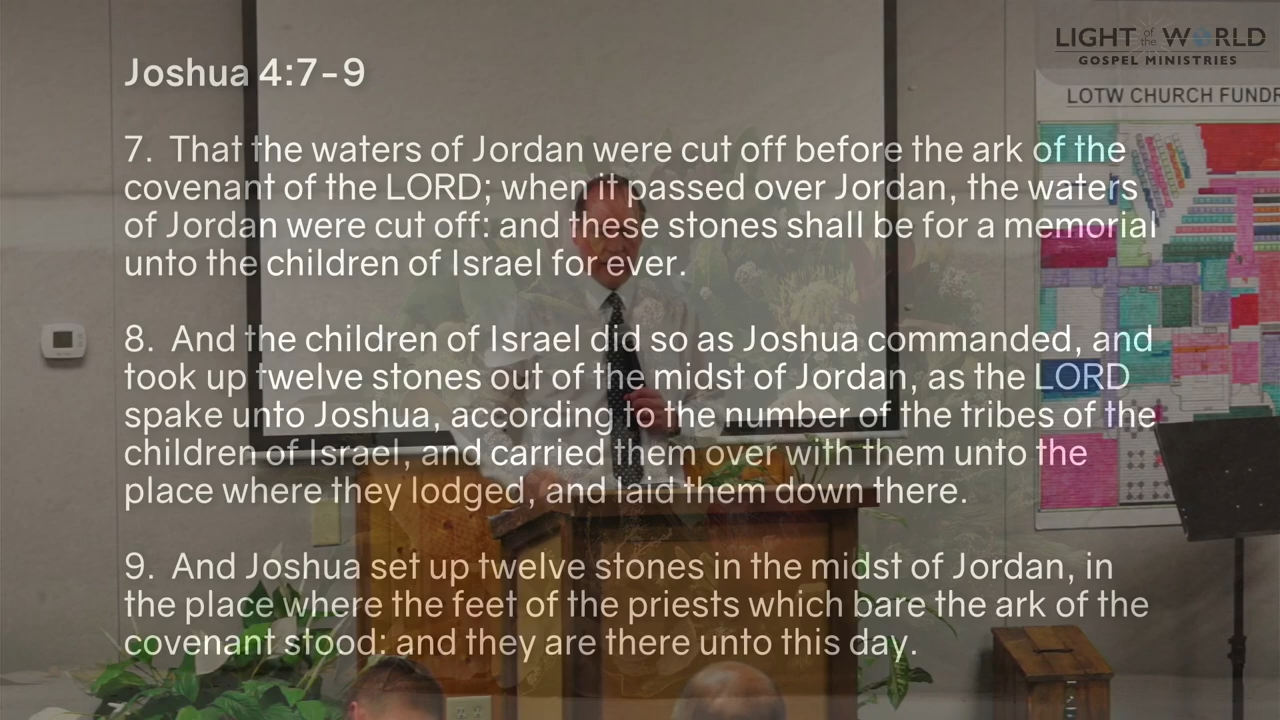 LIGHT of the WORLD
GOSPEL MINISTRIES
LOTW CHURCH FUNDR
Joshua 4:7-9
7. That the waters of Jordan were cut off before the ark of the
covenant of the LORD; when it passed over Jordan, the waters
of Jordan were cut off: and these stones shall be for a memorial
unto the children of Israel for ever.
8. And the children of Israel did so as Joshua commanded, and
took up twelve stones out of the midst of Jordan, as the LORD
spake unto Joshua, according to the number of the tribes of the
children of Israel, and carried them over with them unto the
place where they lodged, and laid them down there.
9. And Joshua set up twelve stones in the midst of Jordan, in
the place where the feet of the priests which bare the ark of the
covenant stood: and they are there unto this day.